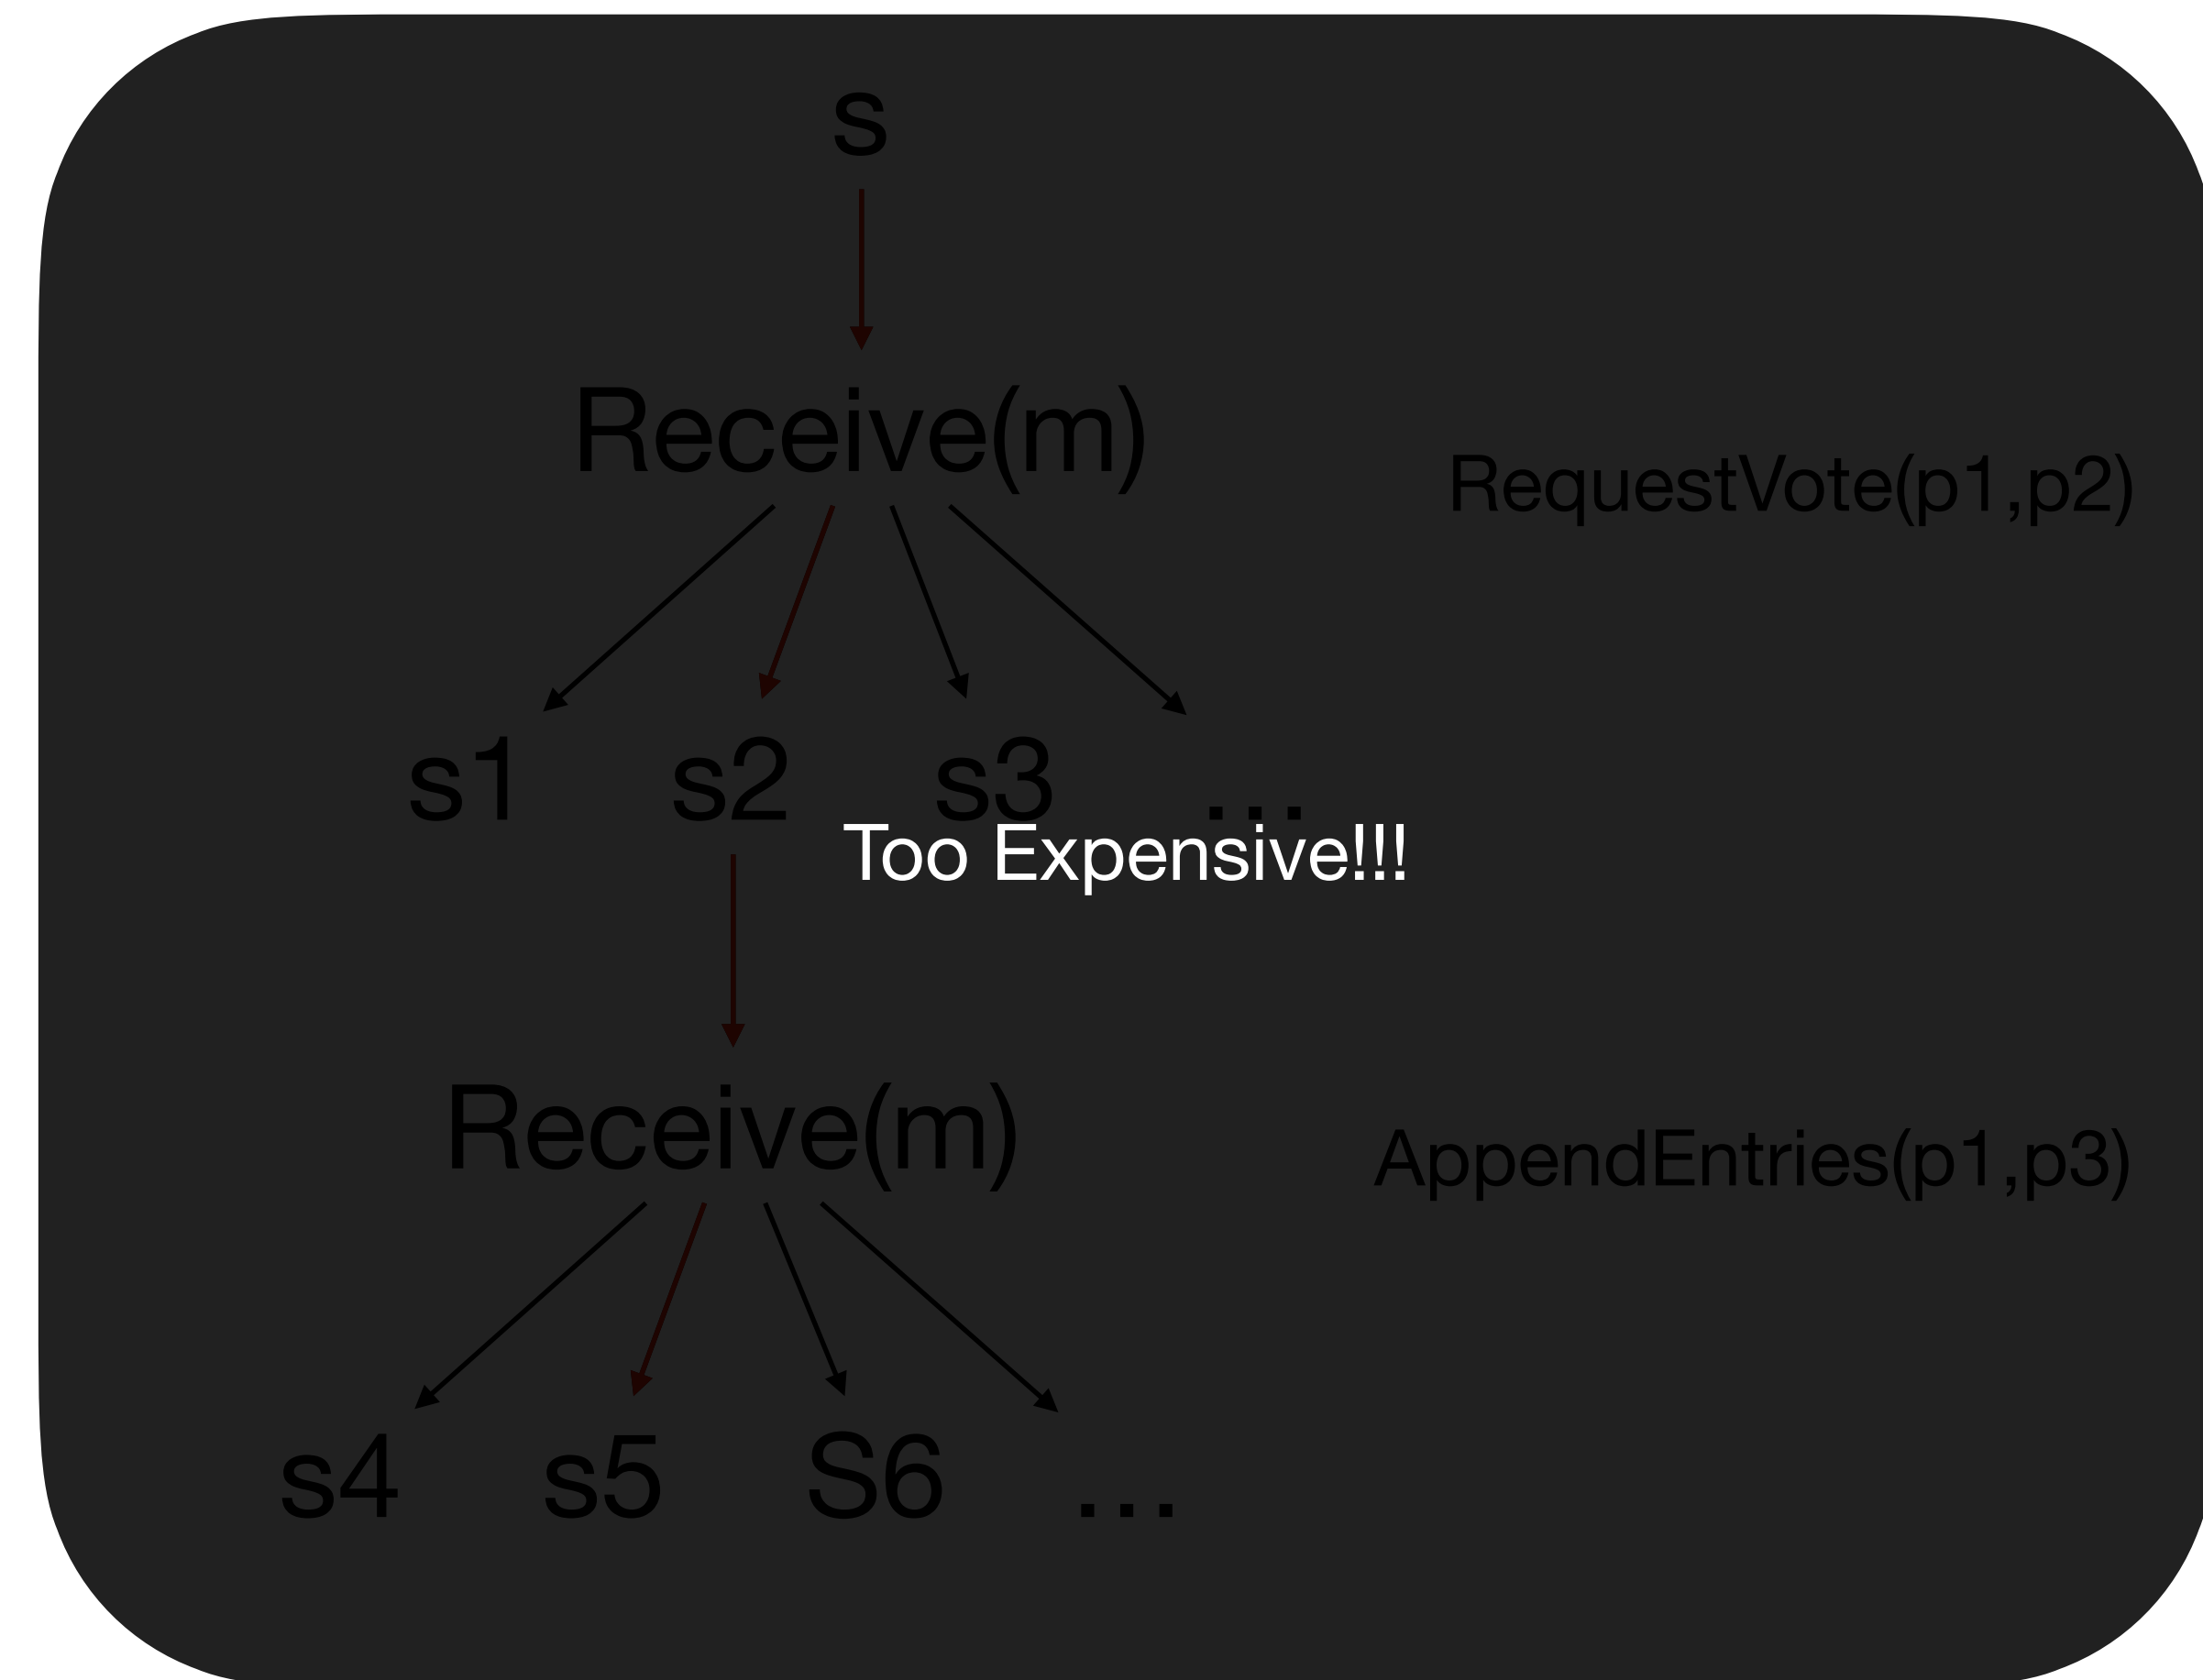 s
Receive(m)
RequestVote(p1,p2)
s1 s2 s3 ...
Too Expensive!!!
Receive(m)
AppendEntries(p1,p3)
s4 s5 S6 ...